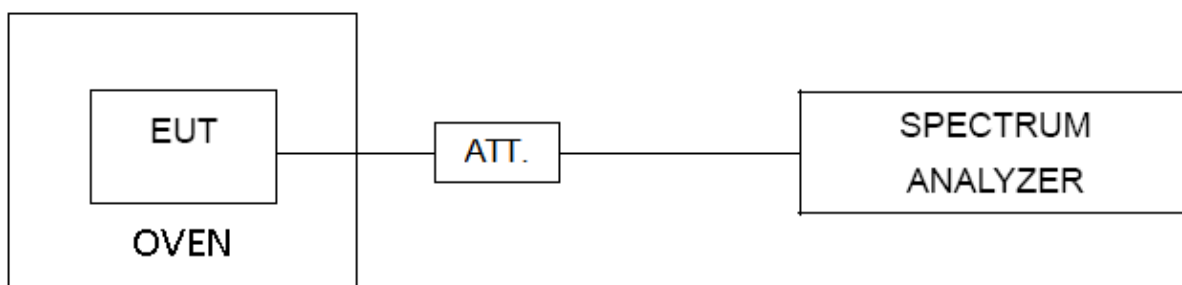 EUT
OVEN
ATT.
SPECTRUM
ANALYZER